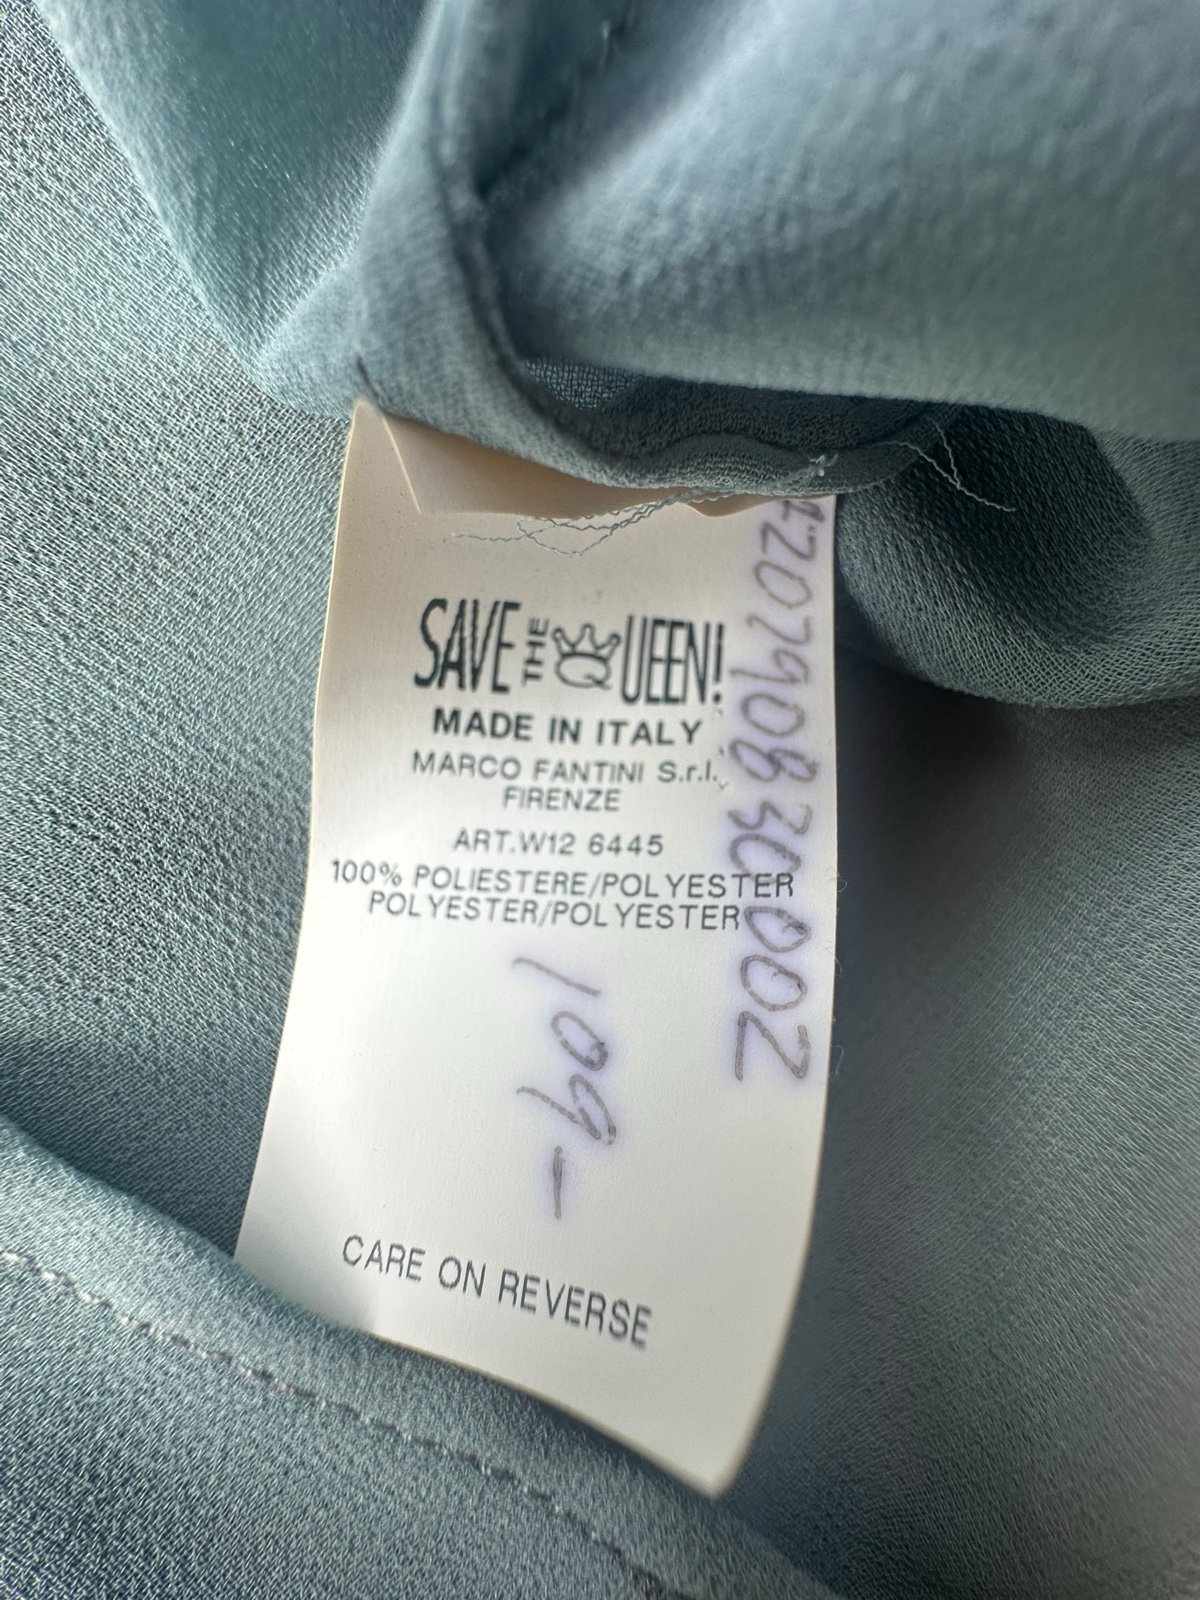 SAVE THE QUEEN!
MADE IN ITALY
MARCO FANTINI S.r.l.
FIRENZE
ART.W12 6445
100% POLIESTERE/POLYESTER
POLYESTER/POLYESTER
109-
CARE ON REVERSE